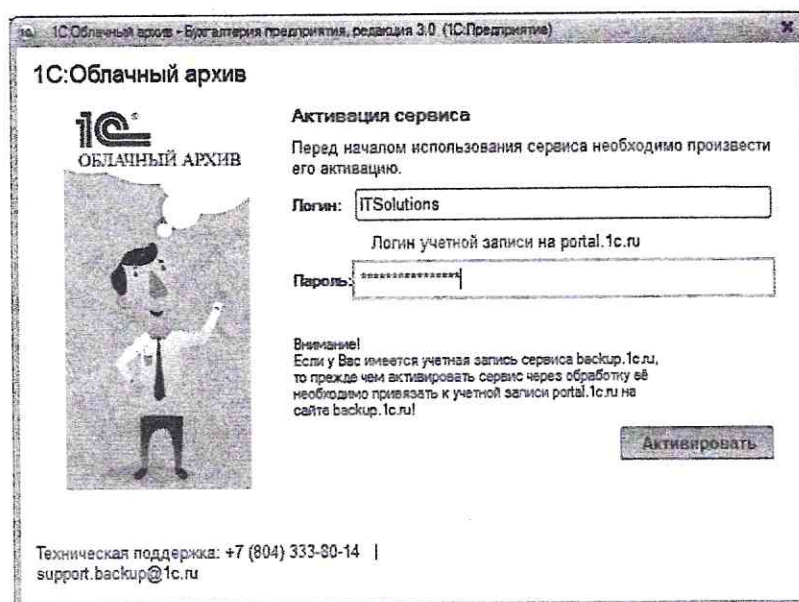 1С:Облачный архив - Бухгалтерия предприятия, редакция 3.0 (1С:Предприятие)
1С:Облачный архив
1С
ОБЛАЧНЫЙ АРХИВ
Активация сервиса
Перед началом использования сервиса необходимо произвести
его активацию.
Логин: ITSolutions
Логин учетной записи на portal.1c.ru
Пароль: ****************
Внимание!
Если у Вас имеется учетная запись сервиса backup.1c.ru,
то прежде чем активировать сервис через обработку её
необходимо привязать к учетной записи portal.1c.ru на
сайте backup.1c.ru!
Активировать
Техническая поддержка: +7 (804) 333-80-14 |
support.backup@1c.ru